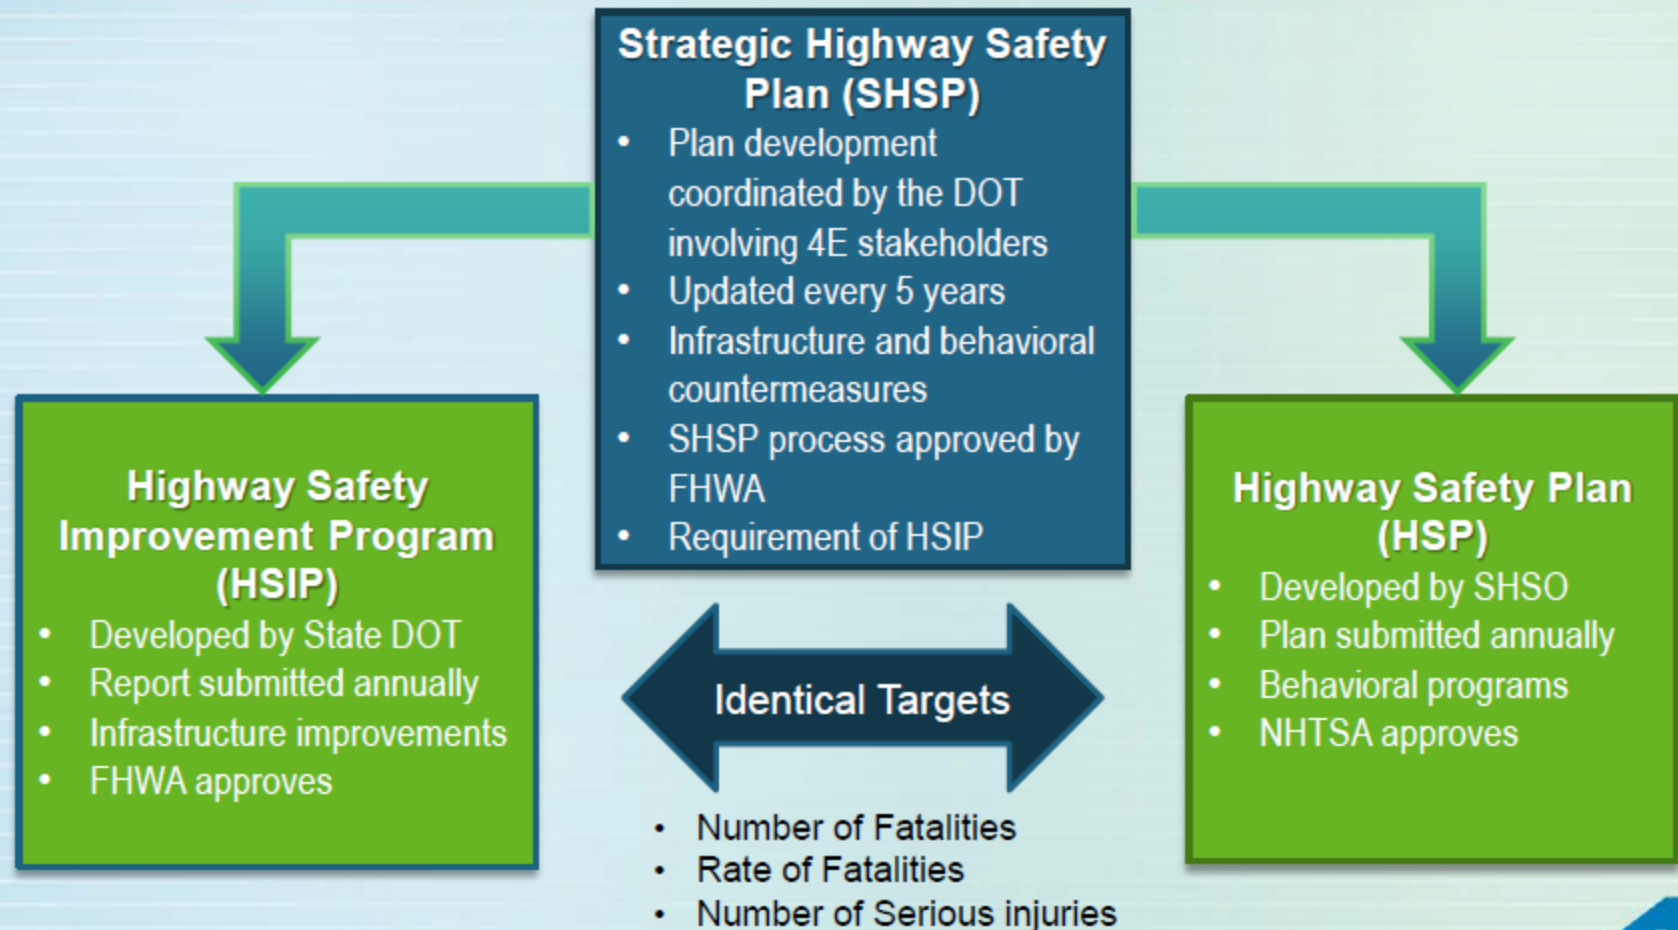 Strategic Highway Safety
Plan (SHSP)
• Plan development
coordinated by the DOT
involving 4E stakeholders
• Updated every 5 years
• Infrastructure and behavioral
countermeasures
• SHSP process approved by
FHWA
• Requirement of HSIP
Highway Safety
Improvement Program
(HSIP)
• Developed by State DOT
• Report submitted annually
• Infrastructure improvements
• FHWA approves
Identical Targets
• Number of Fatalities
• Rate of Fatalities
• Number of Serious injuries
Highway Safety Plan
(HSP)
• Developed by SHSO
• Plan submitted annually
• Behavioral programs
• NHTSA approves